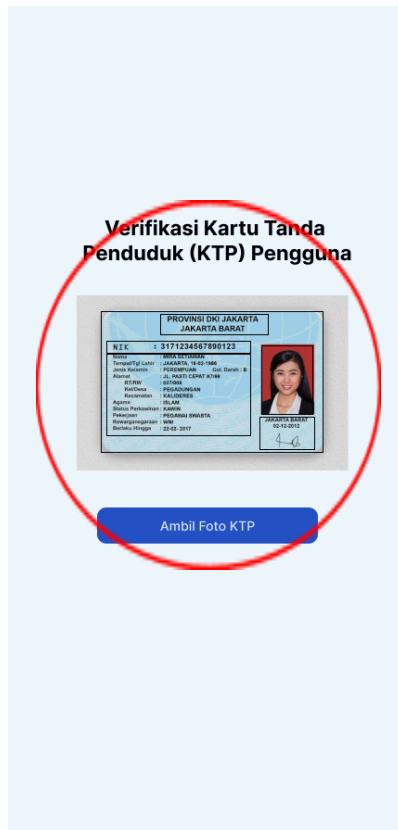 Verifikasi Kartu Tanda
Penduduk (KTP) Pengguna
PROVINSI DKI JAKARTA
JAKARTA BARAT
NIK : 3171234567890123
Nama : MIRA SETIAWAN
Tempat/Tgl Lahir : JAKARTA, 18-02-1986
Jenis Kelamin : PEREMPUAN Gol. Darah : B
Alamat : JL. PASTI CEPAT A7/66
RT/RW : 007/008
Kel/Desa : PEGADUNGAN
Kecamatan : KALIDERES
Agama : ISLAM
Status Perkawinan : KAWIN
Pekerjaan : PEGAWAI SWASTA
Kewarganegaraan : WNI
Berlaku Hingga : 22-02-2017
JAKARTA BARAT
02-12-2012
Ambil Foto KTP